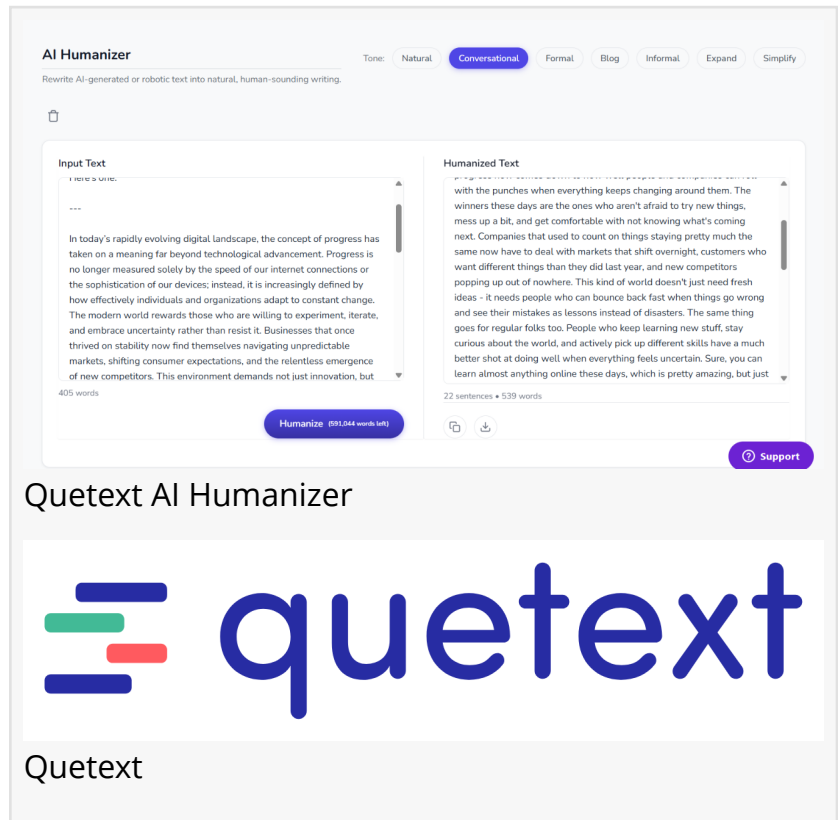 AI Humanizer
Tone: Natural Conversational Formal Blog Informal Expand Simplify
Rewrite AI-generated or robotic text into natural, human-sounding writing.
Input Text
Here's one:
---
In today's rapidly evolving digital landscape, the concept of progress has
taken on a meaning far beyond technological advancement. Progress is
no longer measured solely by the speed of our internet connections or
the sophistication of our devices; instead, it is increasingly defined by
how effectively individuals and organizations adapt to constant change.
The modern world rewards those who are willing to experiment, iterate,
and embrace uncertainty rather than resist it. Businesses that once
thrived on stability now find themselves navigating unpredictable
markets, shifting consumer expectations, and the relentless emergence
of new competitors. This environment demands not just innovation, but
405 words
Humanize (591,044 words left)
Humanized Text
progress now comes down to how well people and companies can roll
with the punches when everything keeps changing around them. The
winners these days are the ones who aren't afraid to try new things,
mess up a bit, and get comfortable with not knowing what's coming
next. Companies that used to count on things staying pretty much the
same now have to deal with markets that shift overnight, customers who
want different things than they did last year, and new competitors
popping up out of nowhere. This kind of world doesn't just need fresh
ideas - it needs people who can bounce back fast when things go wrong
and see their mistakes as lessons instead of disasters. The same thing
goes for regular folks too. People who keep learning new stuff, stay
curious about the world, and actively pick up different skills have a much
better shot at doing well when everything feels uncertain. Sure, you can
learn almost anything online these days, which is pretty amazing, but just
22 sentences • 539 words
Support
Quetext AI Humanizer
quetext
Quetext